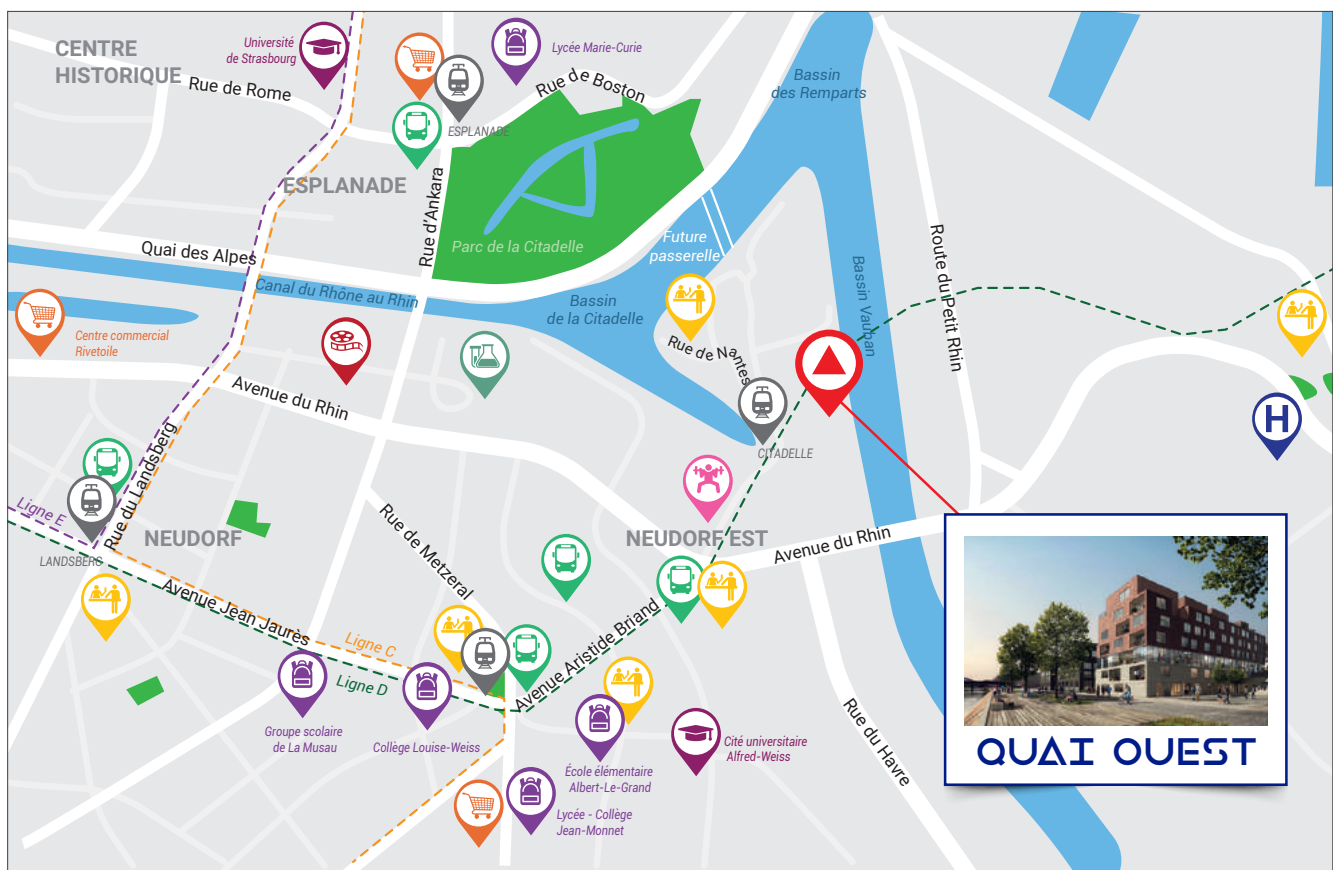 CENTRE
HISTORIQUE
Université
de Strasbourg
Lycée Marie-Curie
Rue de Rome
Rue de Boston
Bassin
des Remparts
ESPLANADE
ESPLANADE
Rue d'Ankara
Quai des Alpes
Parc de la Citadelle
Future
passerelle
Route du Petit Rhin
Canal du Rhône au Rhin
Bassin
de la Citadelle
Bassin Vauban
Centre commercial
Rivetoile
Rue de Nantes
Avenue du Rhin
H
CITADELLE
Rue du Landsberg
Ligne E
LANDSBERG
NEUDORF
Rue de Metzeral
NEUDORF EST
Avenue du Rhin
Avenue Jean Jaurès
Ligne C
Ligne D
Avenue Aristide Briand
Groupe scolaire
de La Musau
Collège Louise-Weiss
École élémentaire
Albert-Le-Grand
Cité universitaire
Alfred-Weiss
Rue du Havre
Lycée - Collège
Jean-Monnet
QUAI OUEST